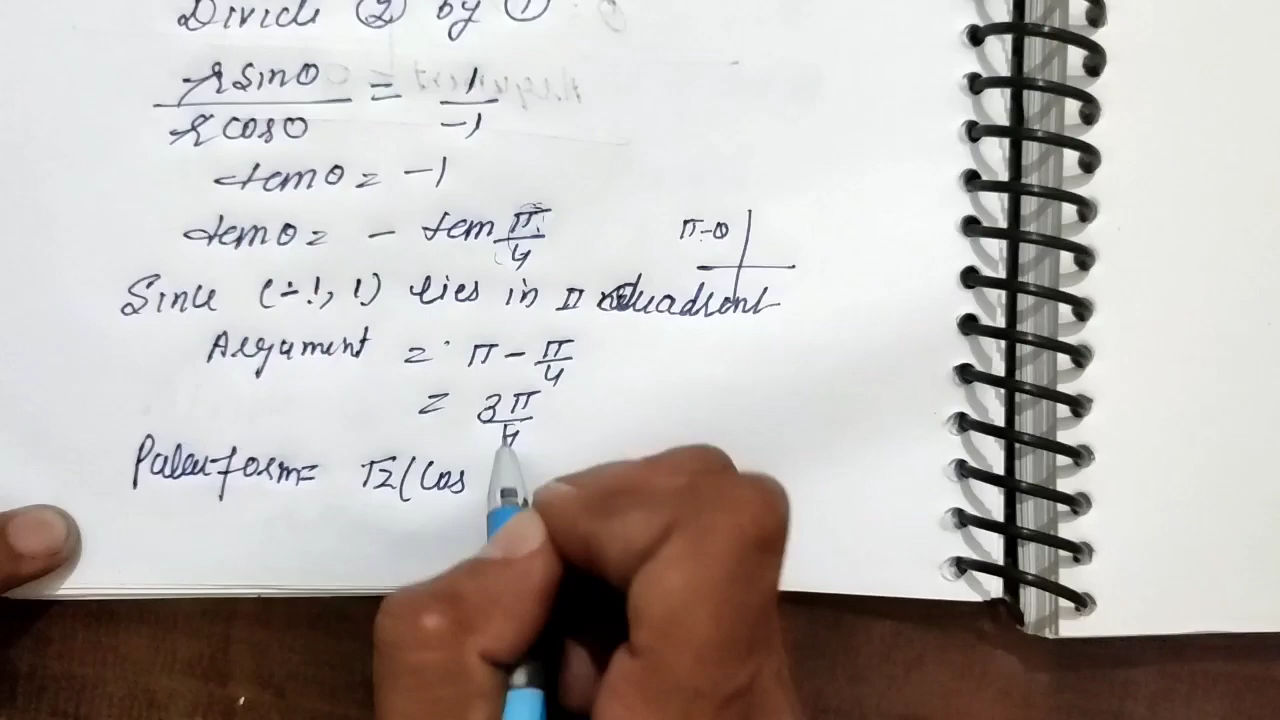 Divide ② by ①
r sinθ / r cosθ = 1 / -1
tanθ = -1
tanθ = - tan π/4
π-θ
Since (-1, 1) lies in II Quadrant
Argument = π - π/4
= 3π/4
Polar form = √2(cos